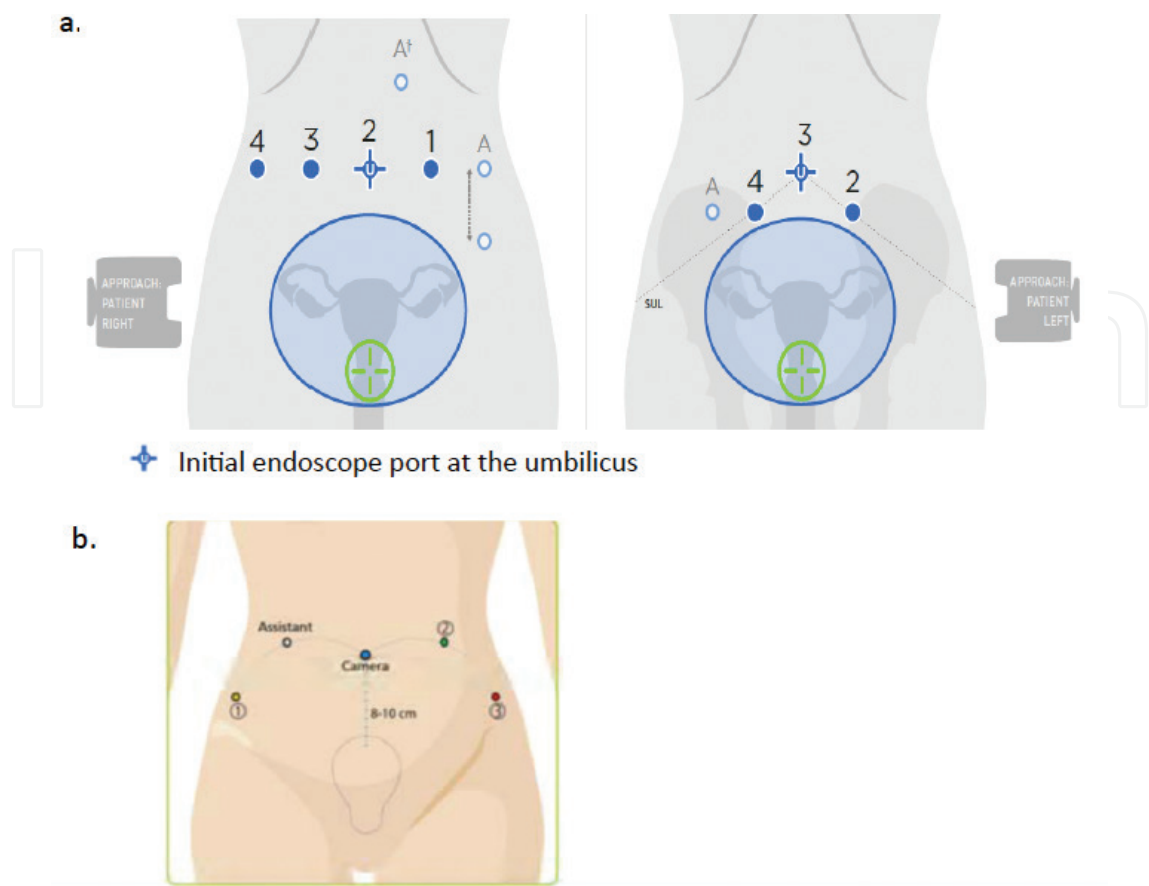 a.
A†
4 3 2 1 A
U
APPROACH:
PATIENT
RIGHT
3
A 4 2
U
SUL
APPROACH:
PATIENT
LEFT
U Initial endoscope port at the umbilicus
b.
Assistant
②
Camera
①
8-10 cm
③